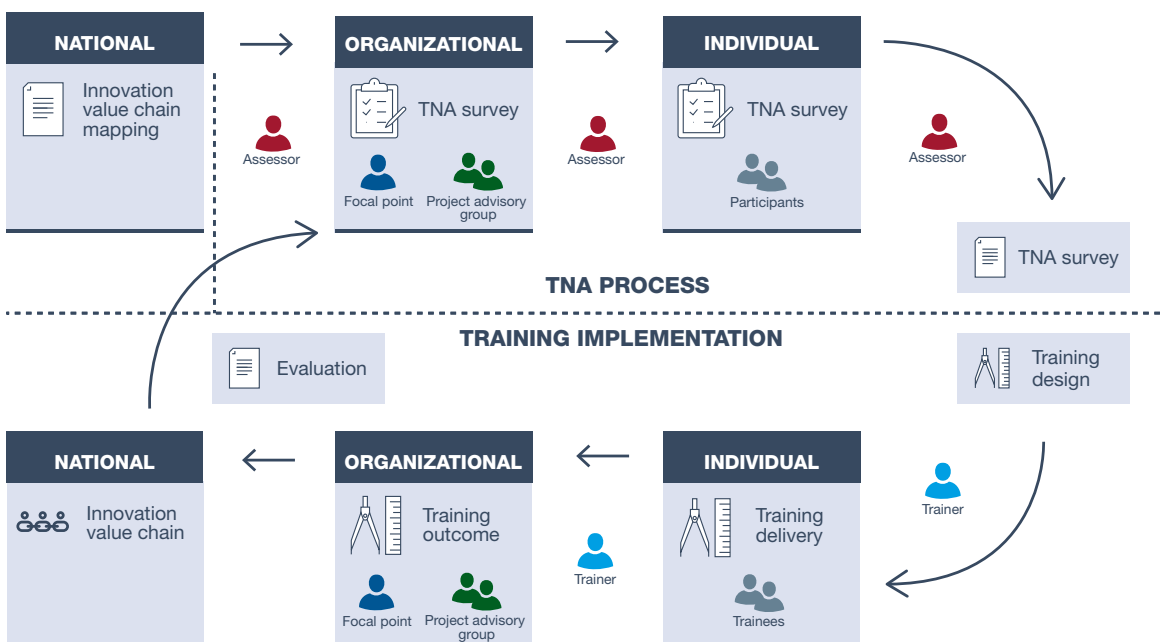 NATIONAL
Innovation
value chain
mapping
Assessor
ORGANIZATIONAL
TNA survey
Focal point
Project advisory
group
Assessor
INDIVIDUAL
TNA survey
Participants
Assessor
TNA survey
TNA PROCESS
TRAINING IMPLEMENTATION
Evaluation
Training
design
NATIONAL
Innovation
value chain
ORGANIZATIONAL
Training
outcome
Focal point
Project advisory
group
Trainer
INDIVIDUAL
Training
delivery
Trainees
Trainer